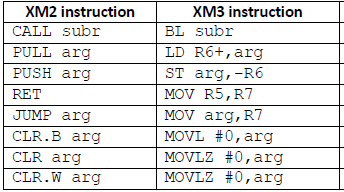 XM2 instruction XM3 instruction
CALL subr BL subr
PULL arg LD R6+,arg
PUSH arg ST arg,-R6
RET MOV R5,R7
JUMP arg MOV arg,R7
CLR.B arg MOVL #0,arg
CLR arg MOVLZ #0,arg
CLR.W arg MOVLZ #0,arg